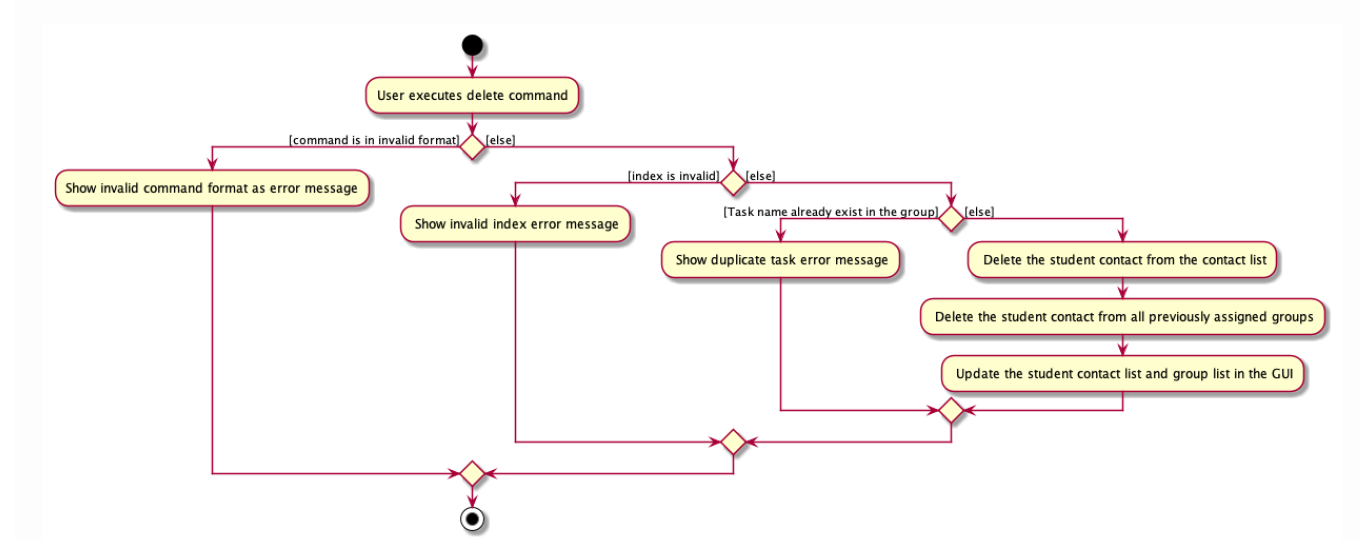 User executes delete command
[command is in invalid format]
[else]
Show invalid command format as error message
[index is invalid]
[else]
Show invalid index error message
[Task name already exist in the group]
[else]
Show duplicate task error message
Delete the student contact from the contact list
Delete the student contact from all previously assigned groups
Update the student contact list and group list in the GUI